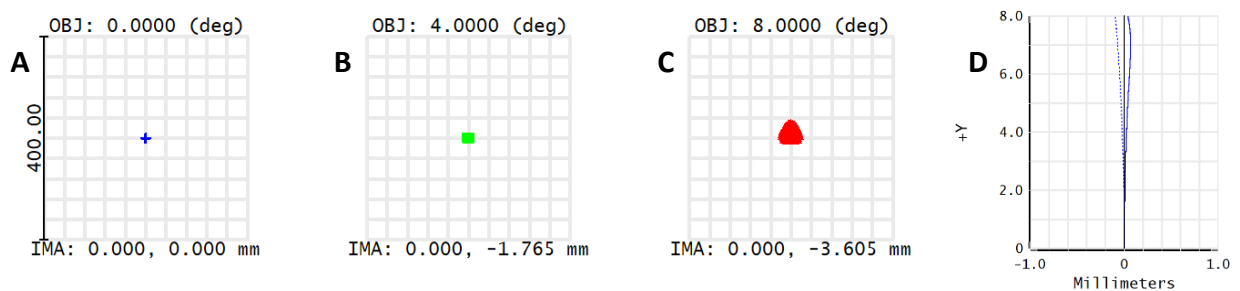 A
OBJ: 0.0000 (deg)
400.00
IMA: 0.000, 0.000 mm
B
OBJ: 4.0000 (deg)
IMA: 0.000, -1.765 mm
C
OBJ: 8.0000 (deg)
IMA: 0.000, -3.605 mm
D
+Y
8.0
6.0
4.0
2.0
0
-1.0
0
1.0
Millimeters